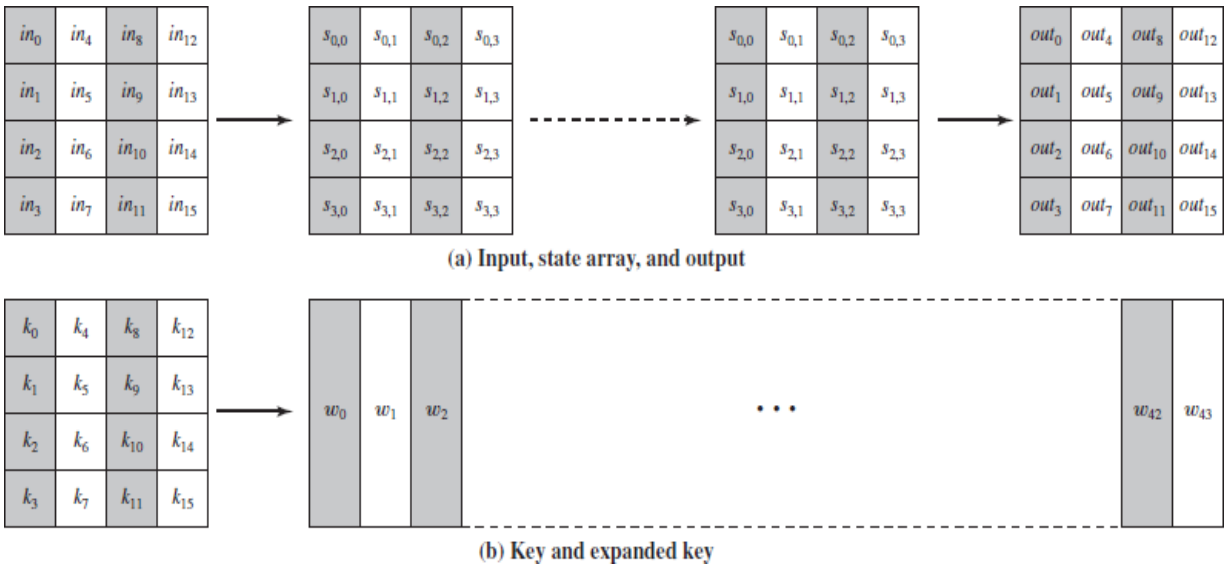 in₀ in₄ in₈ in₁₂ s₀,₀ s₀,₁ s₀,₂ s₀,₃ s₀,₀ s₀,₁ s₀,₂ s₀,₃ out₀ out₄ out₈ out₁₂
in₁ in₅ in₉ in₁₃ s₁,₀ s₁,₁ s₁,₂ s₁,₃ s₁,₀ s₁,₁ s₁,₂ s₁,₃ out₁ out₅ out₉ out₁₃
in₂ in₆ in₁₀ in₁₄ s₂,₀ s₂,₁ s₂,₂ s₂,₃ s₂,₀ s₂,₁ s₂,₂ s₂,₃ out₂ out₆ out₁₀ out₁₄
in₃ in₇ in₁₁ in₁₅ s₃,₀ s₃,₁ s₃,₂ s₃,₃ s₃,₀ s₃,₁ s₃,₂ s₃,₃ out₃ out₇ out₁₁ out₁₅
(a) Input, state array, and output
k₀ k₄ k₈ k₁₂
k₁ k₅ k₉ k₁₃
w₀ w₁ w₂ • • • w₄₂ w₄₃
k₂ k₆ k₁₀ k₁₄
k₃ k₇ k₁₁ k₁₅
(b) Key and expanded key